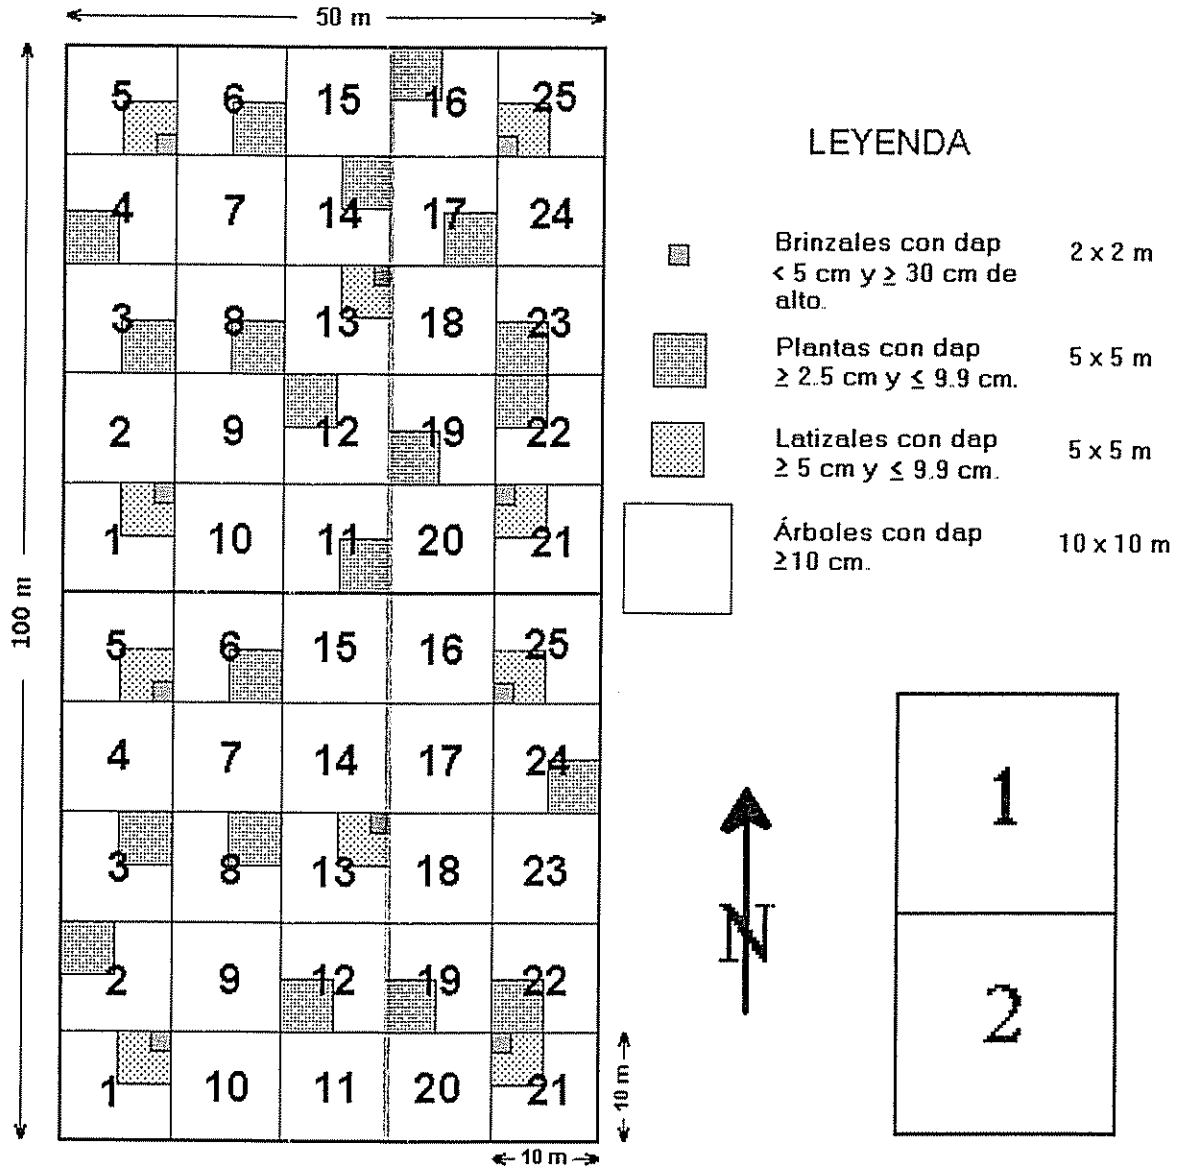 50 m
100 m
5 6 15 16 25
4 7 14 17 24
3 8 13 18 23
2 9 12 19 22
1 10 11 20 21
5 6 15 16 25
4 7 14 17 24
3 8 13 18 23
2 9 12 19 22
1 10 11 20 21
10 m
10 m
LEYENDA
Brinzales con dap 2 x 2 m
< 5 cm y ≥ 30 cm de
alto.
Plantas con dap 5 x 5 m
≥ 2.5 cm y ≤ 9.9 cm.
Latizales con dap 5 x 5 m
≥ 5 cm y ≤ 9.9 cm.
Árboles con dap 10 x 10 m
≥10 cm.
N
1
2